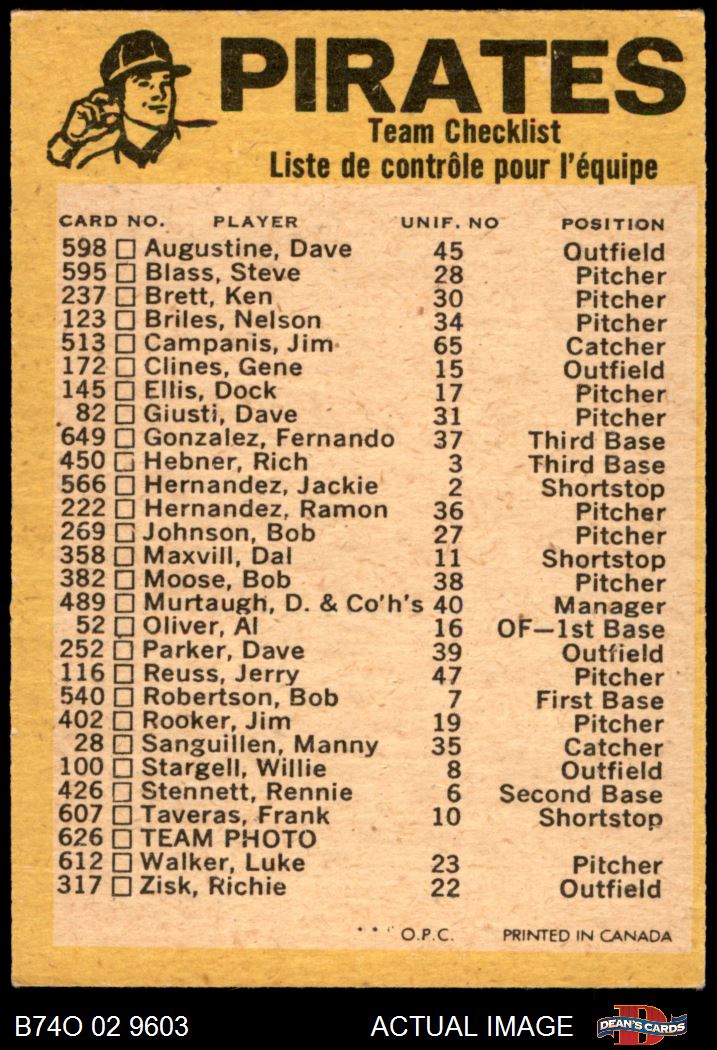 PIRATES
Team Checklist
Liste de contrôle pour l'équipe
CARD NO. PLAYER UNIF. NO POSITION
598 Augustine, Dave 45 Outfield
595 Blass, Steve 28 Pitcher
237 Brett, Ken 30 Pitcher
123 Briles, Nelson 34 Pitcher
513 Campanis, Jim 65 Catcher
172 Clines, Gene 15 Outfield
145 Ellis, Dock 17 Pitcher
82 Giusti, Dave 31 Pitcher
649 Gonzalez, Fernando 37 Third Base
450 Hebner, Rich 3 Third Base
566 Hernandez, Jackie 2 Shortstop
222 Hernandez, Ramon 36 Pitcher
269 Johnson, Bob 27 Pitcher
358 Maxvill, Dal 11 Shortstop
382 Moose, Bob 38 Pitcher
489 Murtaugh, D. & Co'h's 40 Manager
52 Oliver, Al 16 OF—1st Base
252 Parker, Dave 39 Outfield
116 Reuss, Jerry 47 Pitcher
540 Robertson, Bob 7 First Base
402 Rooker, Jim 19 Pitcher
28 Sanguillen, Manny 35 Catcher
100 Stargell, Willie 8 Outfield
426 Stennett, Rennie 6 Second Base
607 Taveras, Frank 10 Shortstop
626 TEAM PHOTO
612 Walker, Luke 23 Pitcher
317 Zisk, Richie 22 Outfield
***O.P.C. PRINTED IN CANADA
B74O 02 9603 ACTUAL IMAGE DEAN'S CARDS